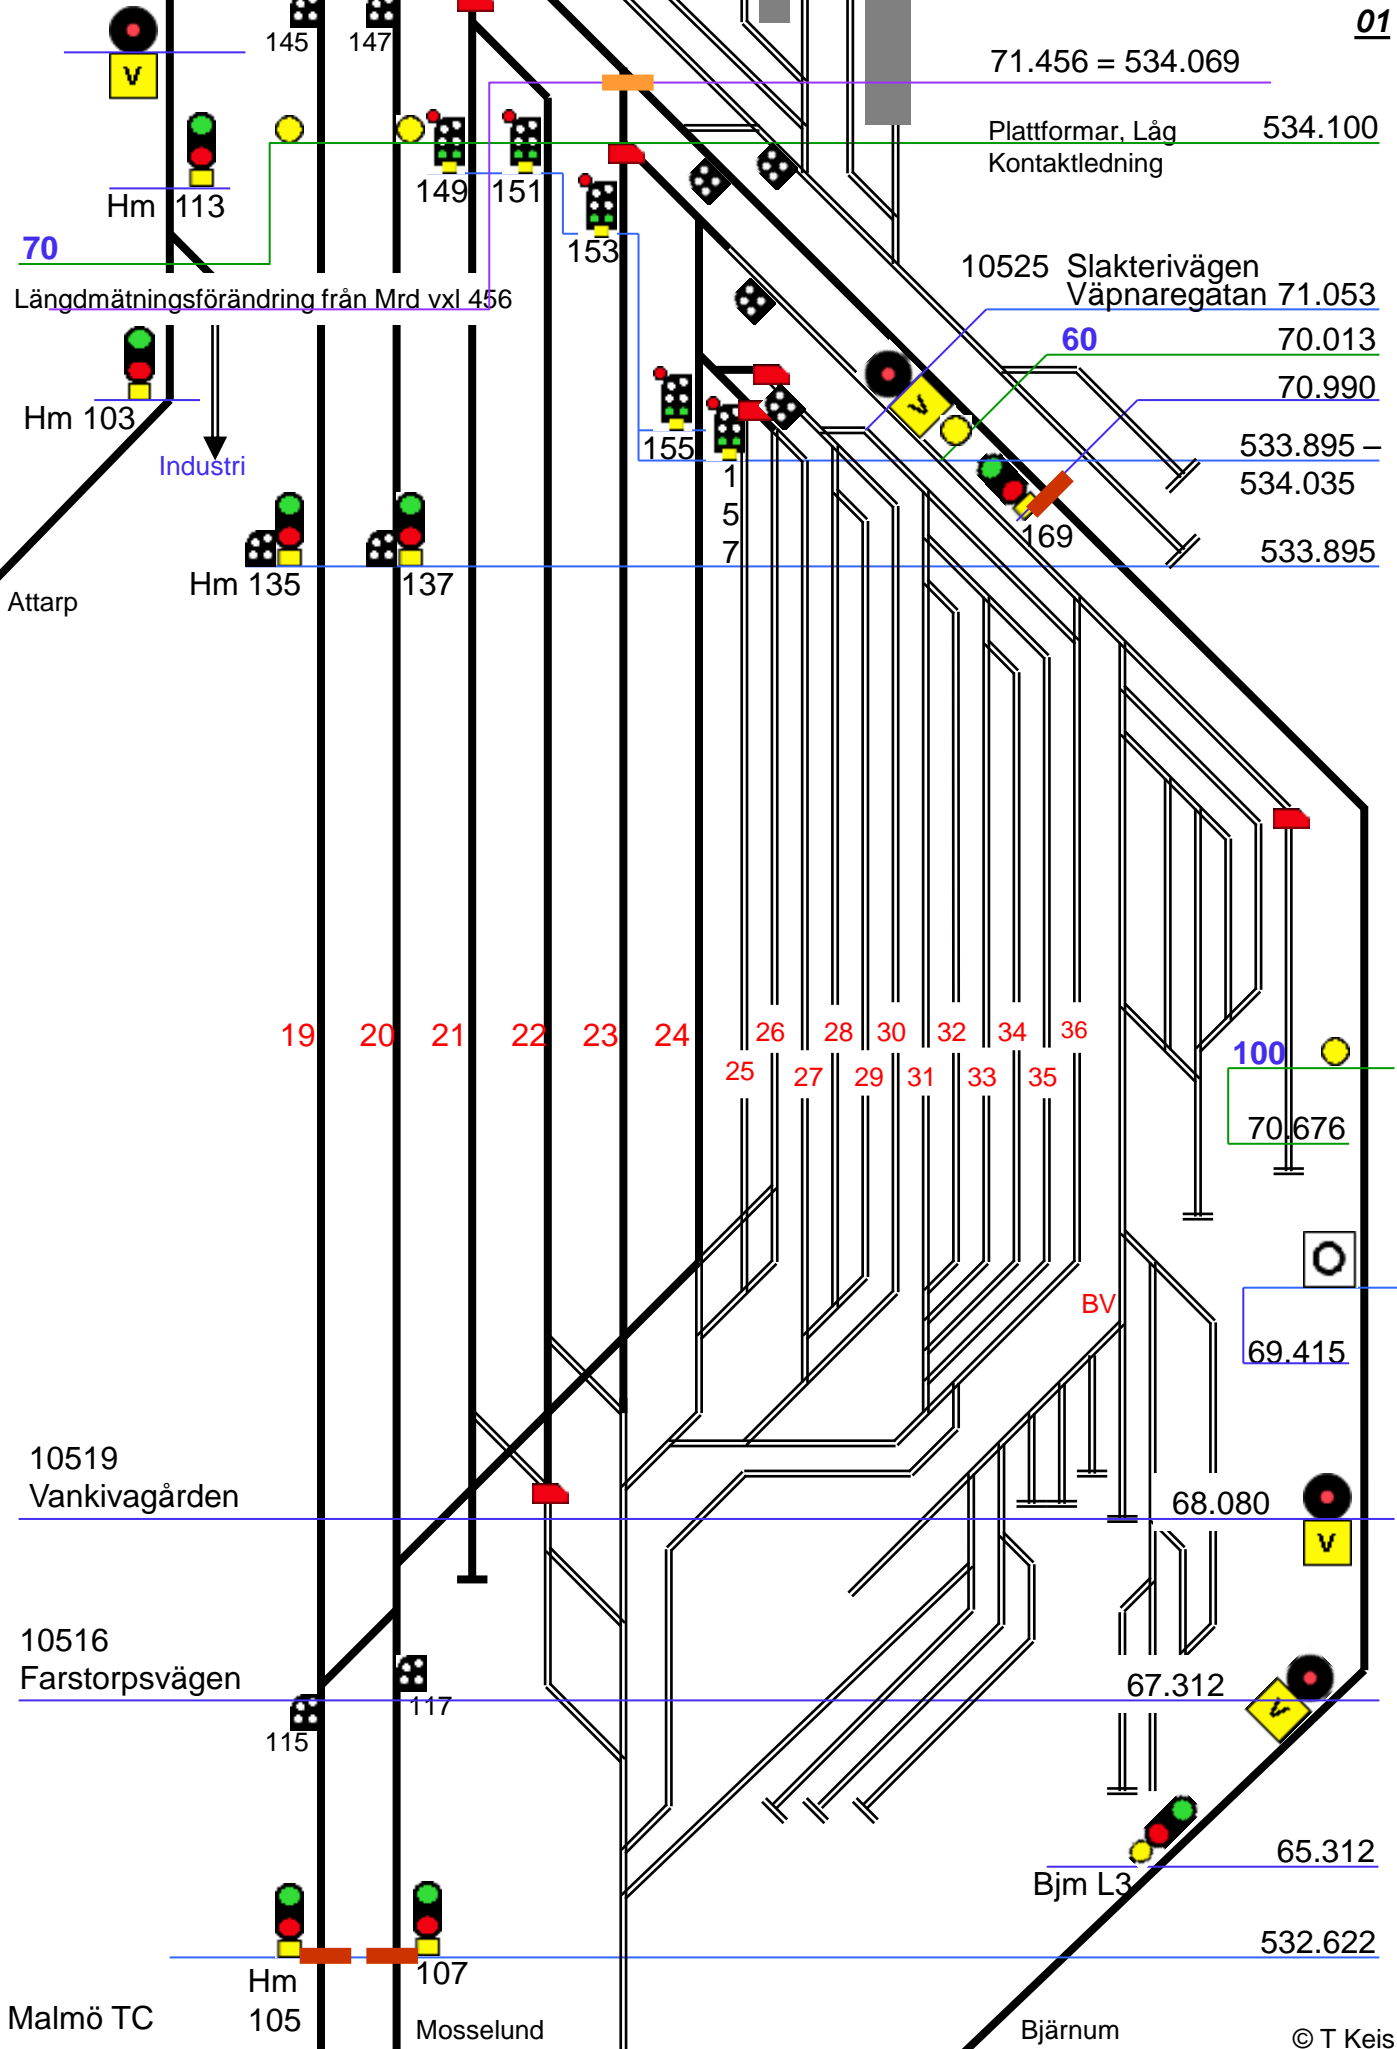 01
145
147
V
71.456 = 534.069
Plattformar, Låg
Kontaktledning
534.100
Hm 113
149
151
153
70
10525 Slakterivägen
Väpnaregatan 71.053
Längdmätningsförändring från Mrd vxl 456
60
70.013
V
70.990
Hm 103
155
1
5
7
533.895 –
534.035
Industri
169
533.895
Hm 135
137
Attarp
19
20
21
22
23
24
26
28
30
32
34
36
25
27
29
31
33
35
100
70.676
BV
69.415
10519
Vankivagården
68.080
V
10516
Farstorpsvägen
67.312
V
117
115
65.312
Bjm L3
532.622
Hm
105
107
Malmö TC
Mosselund
Bjärnum
© T Keis